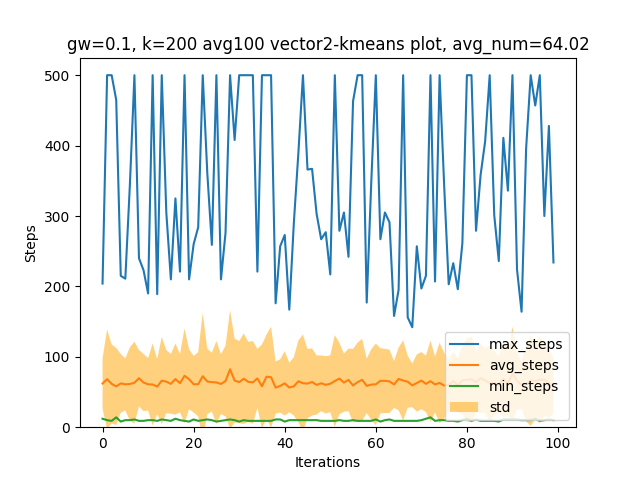 gw=0.1, k=200 avg100 vector2-kmeans plot, avg_num=64.02
500
400
300
200
100
0
Steps
max_steps
avg_steps
min_steps
std
0 20 40 60 80 100
Iterations